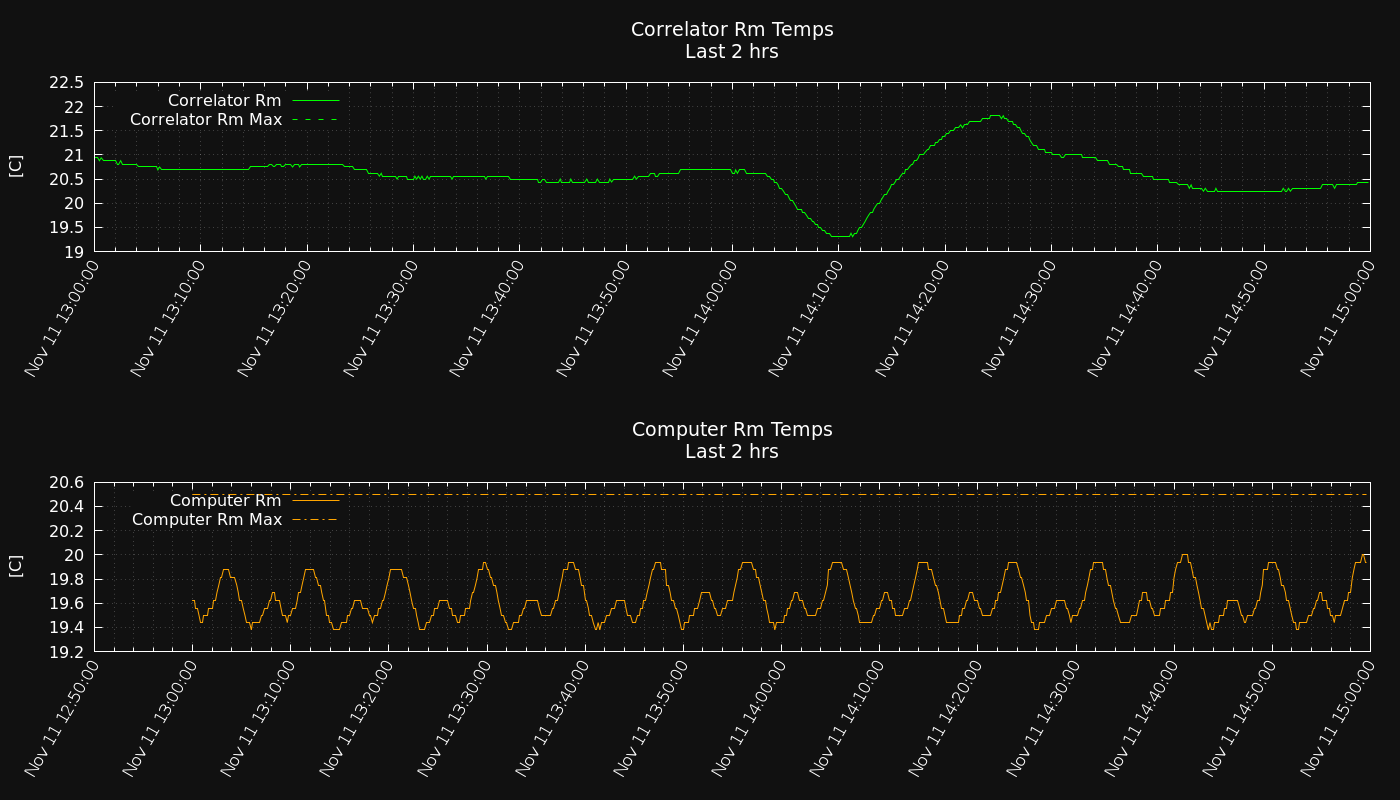 Correlator Rm Temps
Last 2 hrs
22.5
22
21.5
21
20.5
20
19.5
19
[C]
Correlator Rm
Correlator Rm Max
Nov 11 13:00:00
Nov 11 13:10:00
Nov 11 13:20:00
Nov 11 13:30:00
Nov 11 13:40:00
Nov 11 13:50:00
Nov 11 14:00:00
Nov 11 14:10:00
Nov 11 14:20:00
Nov 11 14:30:00
Nov 11 14:40:00
Nov 11 14:50:00
Nov 11 15:00:00
Computer Rm Temps
Last 2 hrs
20.6
20.4
20.2
20
19.8
19.6
19.4
19.2
[C]
Computer Rm
Computer Rm Max
Nov 11 12:50:00
Nov 11 13:00:00
Nov 11 13:10:00
Nov 11 13:20:00
Nov 11 13:30:00
Nov 11 13:40:00
Nov 11 13:50:00
Nov 11 14:00:00
Nov 11 14:10:00
Nov 11 14:20:00
Nov 11 14:30:00
Nov 11 14:40:00
Nov 11 14:50:00
Nov 11 15:00:00